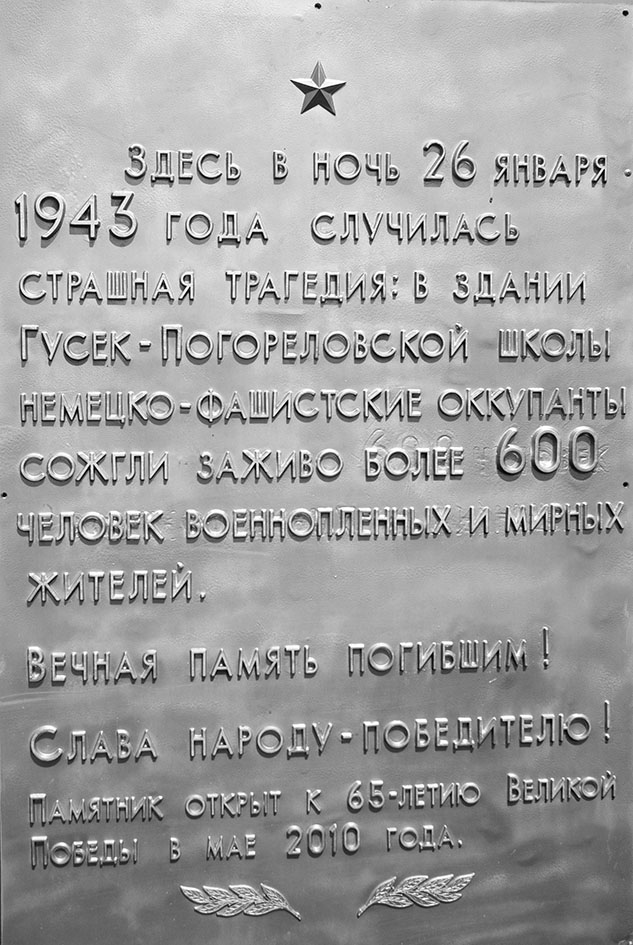 Здесь в ночь 26 января
1943 года случилась
страшная трагедия: в здании
Гусек-Погореловской школы
немецко-фашистские оккупанты
сожгли заживо более 600
человек военнопленных и мирных
жителей.
Вечная память погибшим!
Слава народу-победителю!
Памятник открыт к 65-летию Великой
Победы в мае 2010 года.